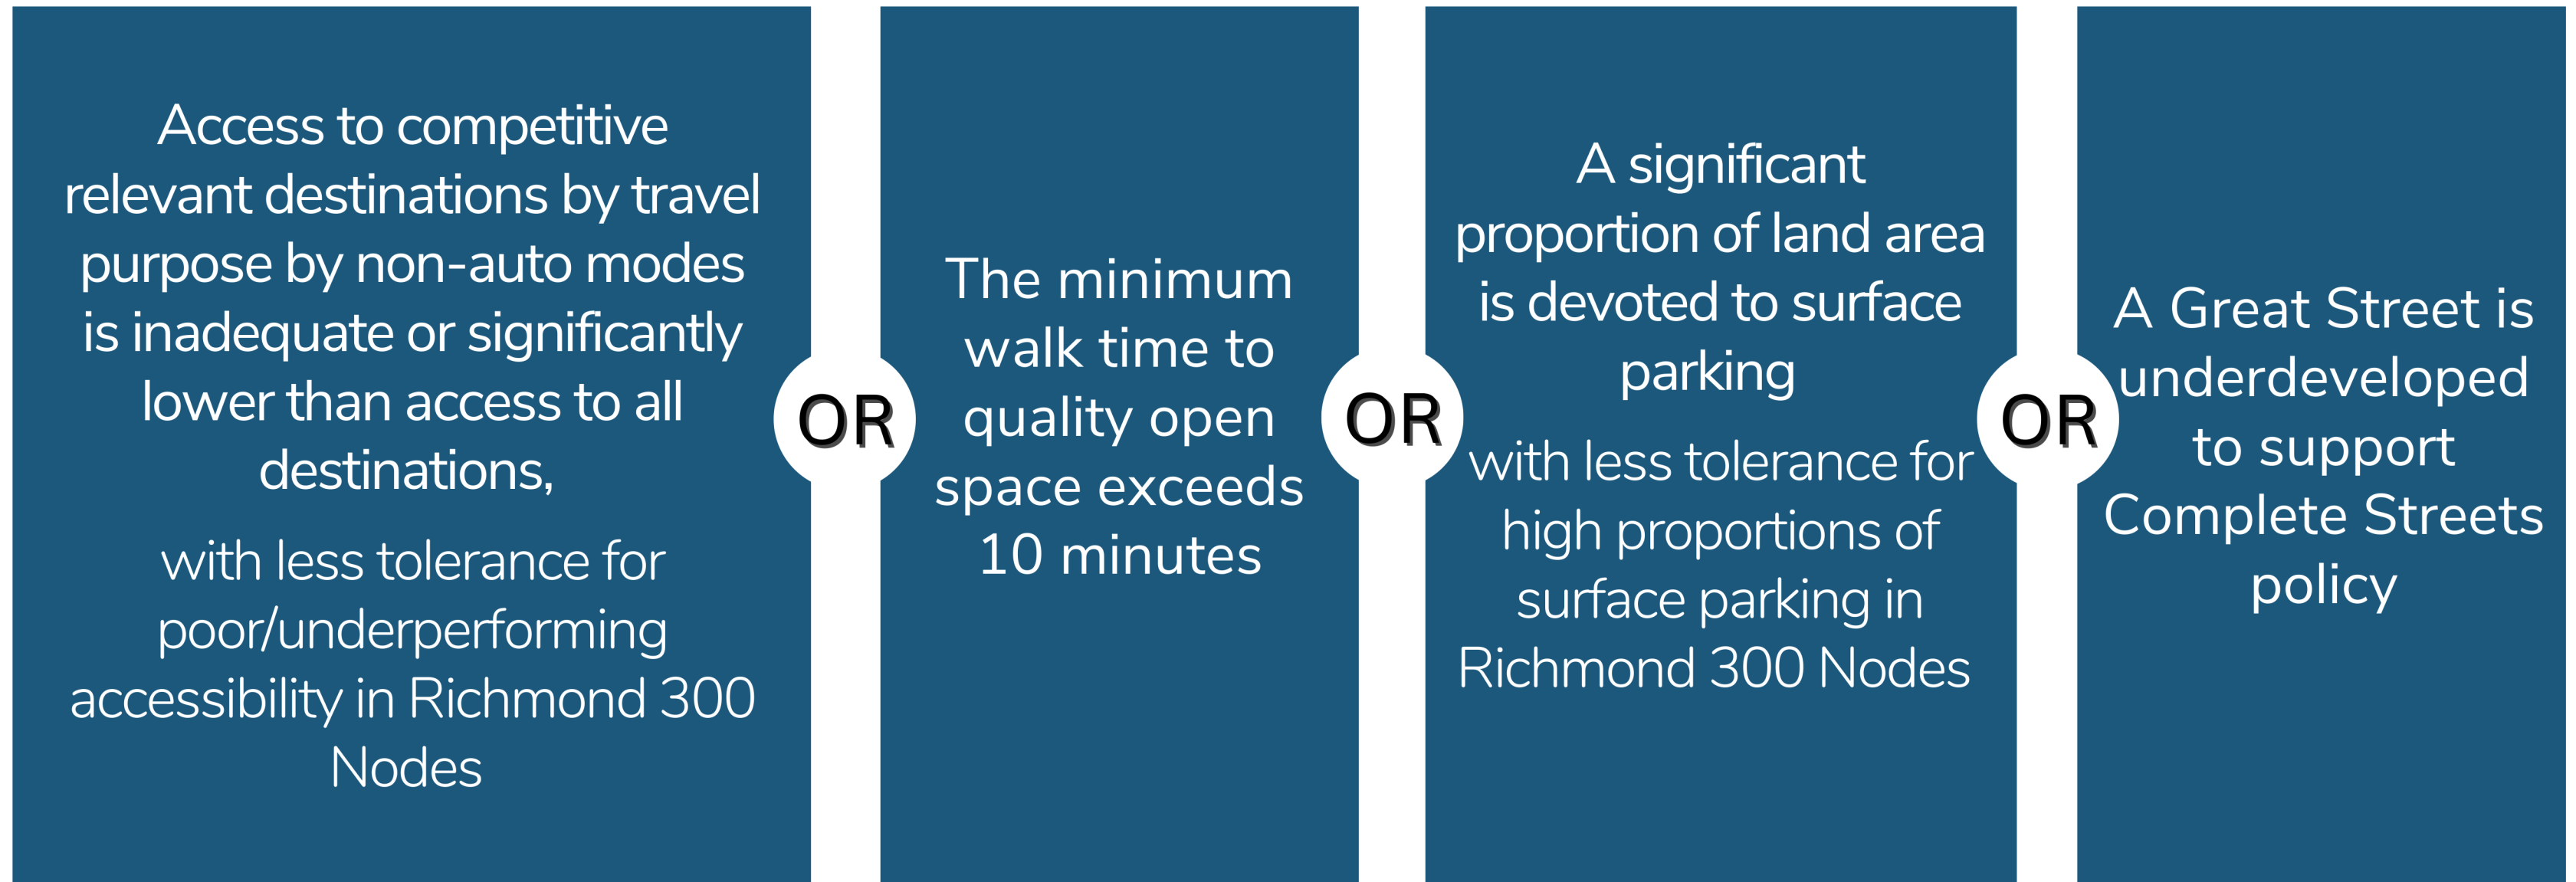 Access to competitive
relevant destinations by travel
purpose by non-auto modes
is inadequate or significantly
lower than access to all
destinations,
with less tolerance for
poor/underperforming
accessibility in Richmond 300
Nodes
OR
The minimum
walk time to
quality open
space exceeds
10 minutes
OR
A significant
proportion of land area
is devoted to surface
parking
with less tolerance for
high proportions of
surface parking in
Richmond 300 Nodes
OR
A Great Street is
underdeveloped
to support
Complete Streets
policy